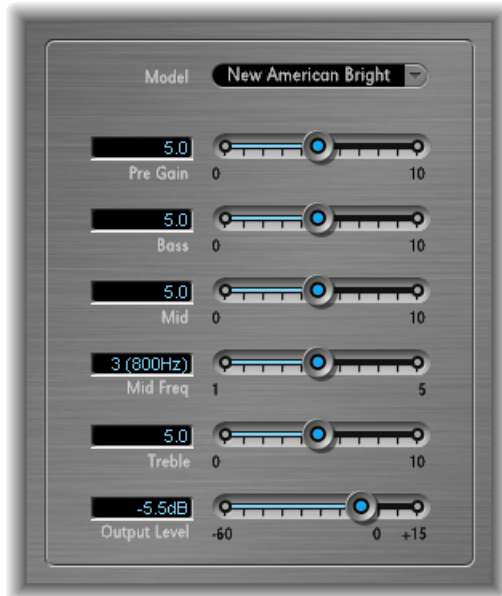 Model New American Bright
5.0
Pre Gain 0 10
5.0
Bass 0 10
5.0
Mid 0 10
3 (800Hz)
Mid Freq 1 5
5.0
Treble 0 10
-5.5dB
Output Level -60 0 +15